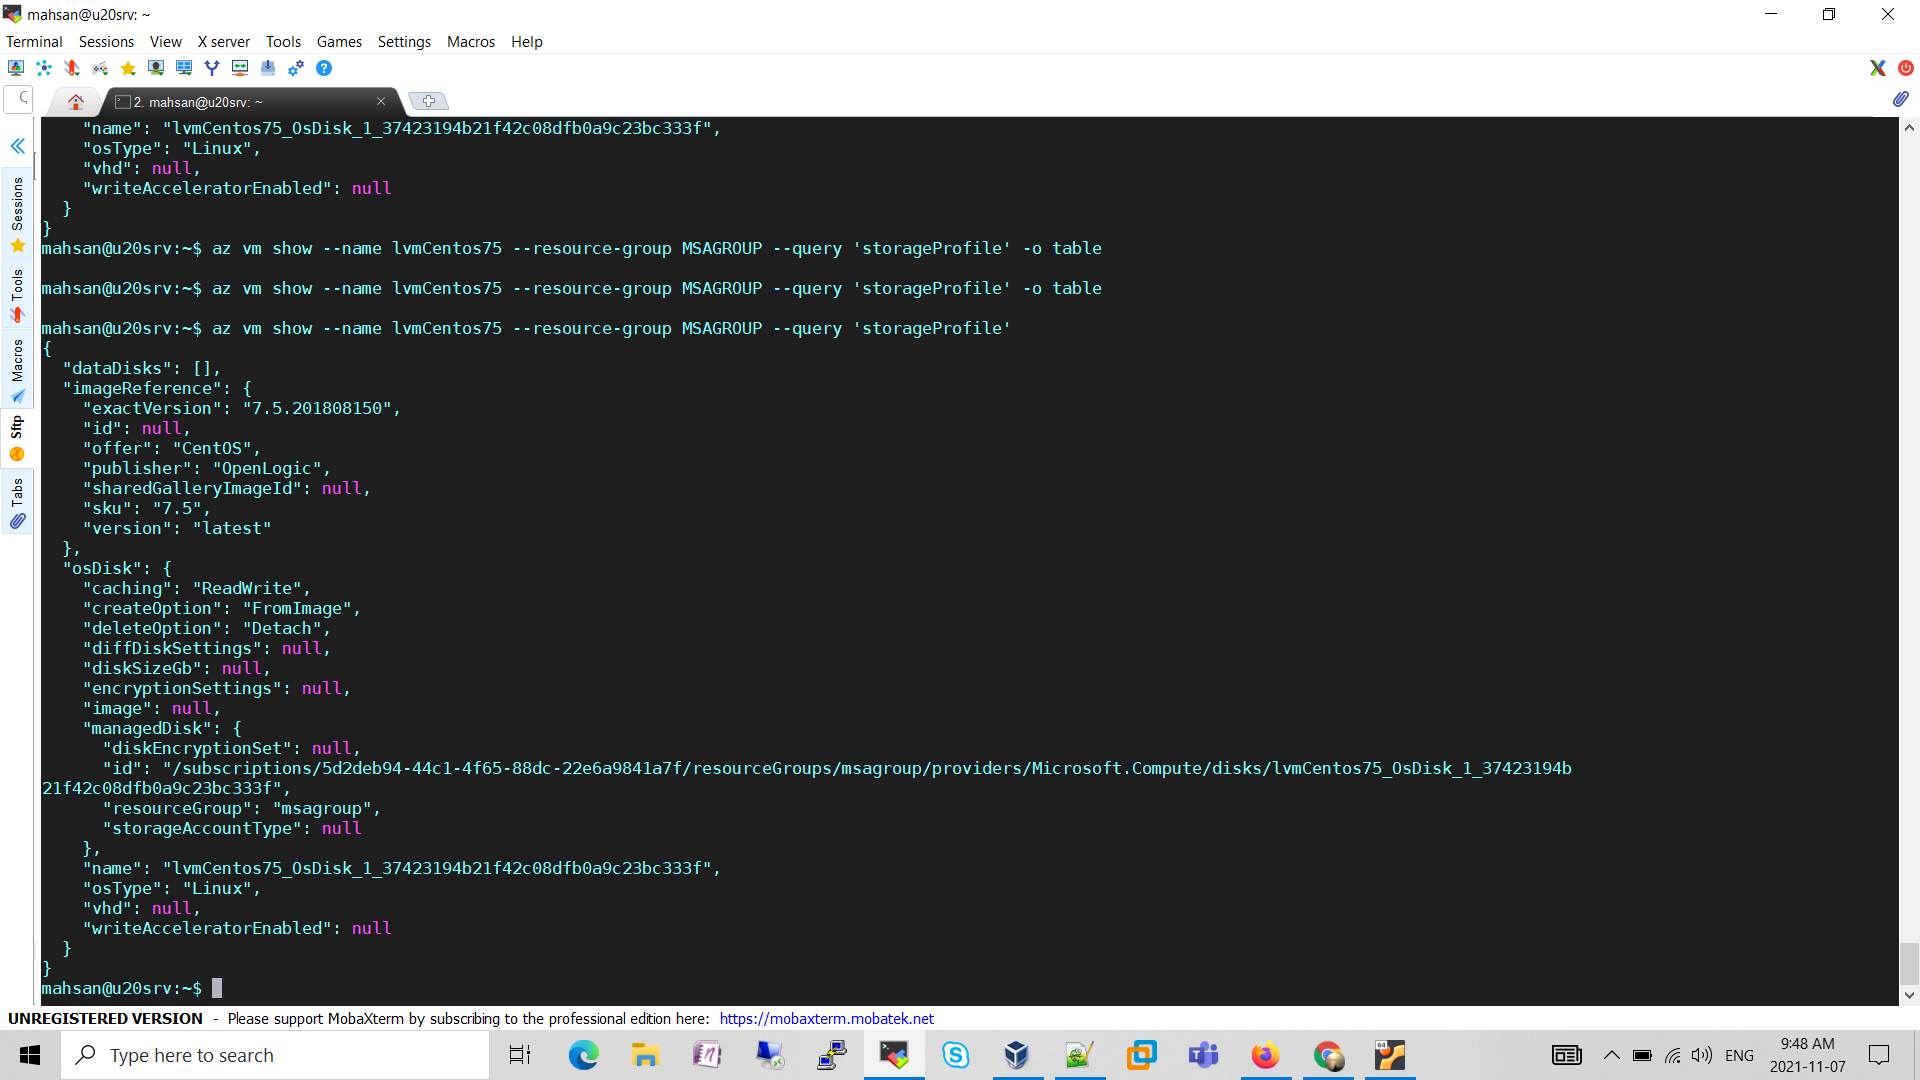 mahsan@u20srv: ~
Terminal Sessions View X server Tools Games Settings Macros Help
2. mahsan@u20srv: ~
Sessions
Tools
Macros
Sftp
Tabs
    "name": "lvmCentos75_OsDisk_1_37423194b21f42c08dfb0a9c23bc333f",
    "osType": "Linux",
    "vhd": null,
    "writeAcceleratorEnabled": null
  }
}
mahsan@u20srv:~$ az vm show --name lvmCentos75 --resource-group MSAGROUP --query 'storageProfile' -o table
mahsan@u20srv:~$ az vm show --name lvmCentos75 --resource-group MSAGROUP --query 'storageProfile' -o table
mahsan@u20srv:~$ az vm show --name lvmCentos75 --resource-group MSAGROUP --query 'storageProfile'
{
  "dataDisks": [],
  "imageReference": {
    "exactVersion": "7.5.201808150",
    "id": null,
    "offer": "CentOS",
    "publisher": "OpenLogic",
    "sharedGalleryImageId": null,
    "sku": "7.5",
    "version": "latest"
  },
  "osDisk": {
    "caching": "ReadWrite",
    "createOption": "FromImage",
    "deleteOption": "Detach",
    "diffDiskSettings": null,
    "diskSizeGb": null,
    "encryptionSettings": null,
    "image": null,
    "managedDisk": {
      "diskEncryptionSet": null,
      "id": "/subscriptions/5d2deb94-44c1-4f65-88dc-22e6a9841a7f/resourceGroups/msagroup/providers/Microsoft.Compute/disks/lvmCentos75_OsDisk_1_37423194b
21f42c08dfb0a9c23bc333f",
      "resourceGroup": "msagroup",
      "storageAccountType": null
    },
    "name": "lvmCentos75_OsDisk_1_37423194b21f42c08dfb0a9c23bc333f",
    "osType": "Linux",
    "vhd": null,
    "writeAcceleratorEnabled": null
  }
}
mahsan@u20srv:~$
UNREGISTERED VERSION - Please support MobaXterm by subscribing to the professional edition here: https://mobaxterm.mobatek.net
Type here to search
64
ENG
9:48 AM
2021-11-07